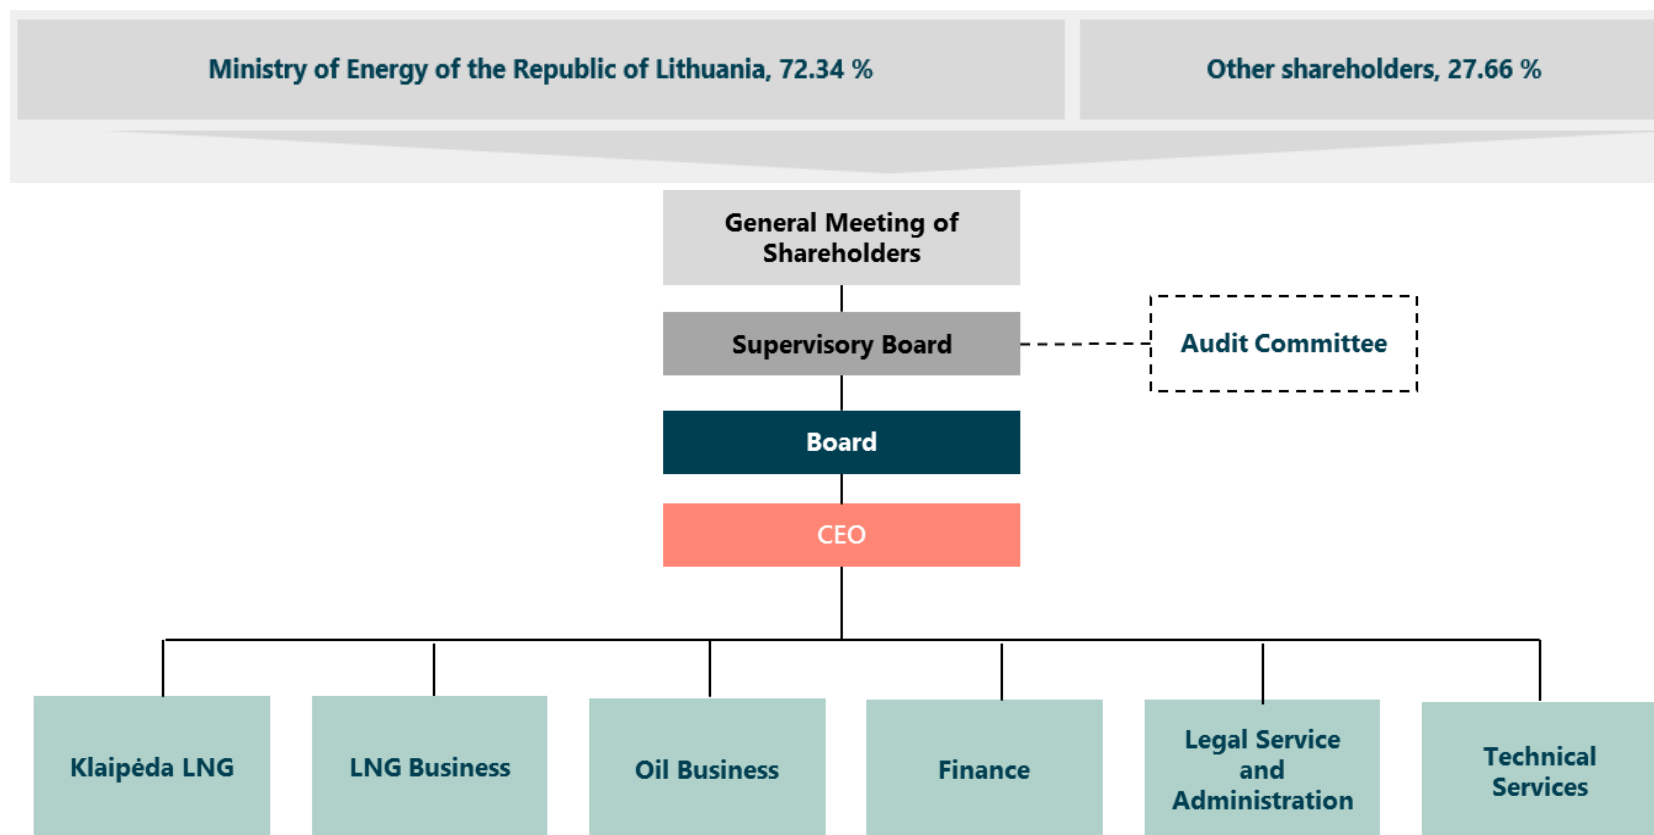 Ministry of Energy of the Republic of Lithuania, 72.34 %
Other shareholders, 27.66 %
General Meeting of
Shareholders
Supervisory Board
Audit Committee
Board
CEO
Klaipėda LNG
LNG Business
Oil Business
Finance
Legal Service
and
Administration
Technical
Services